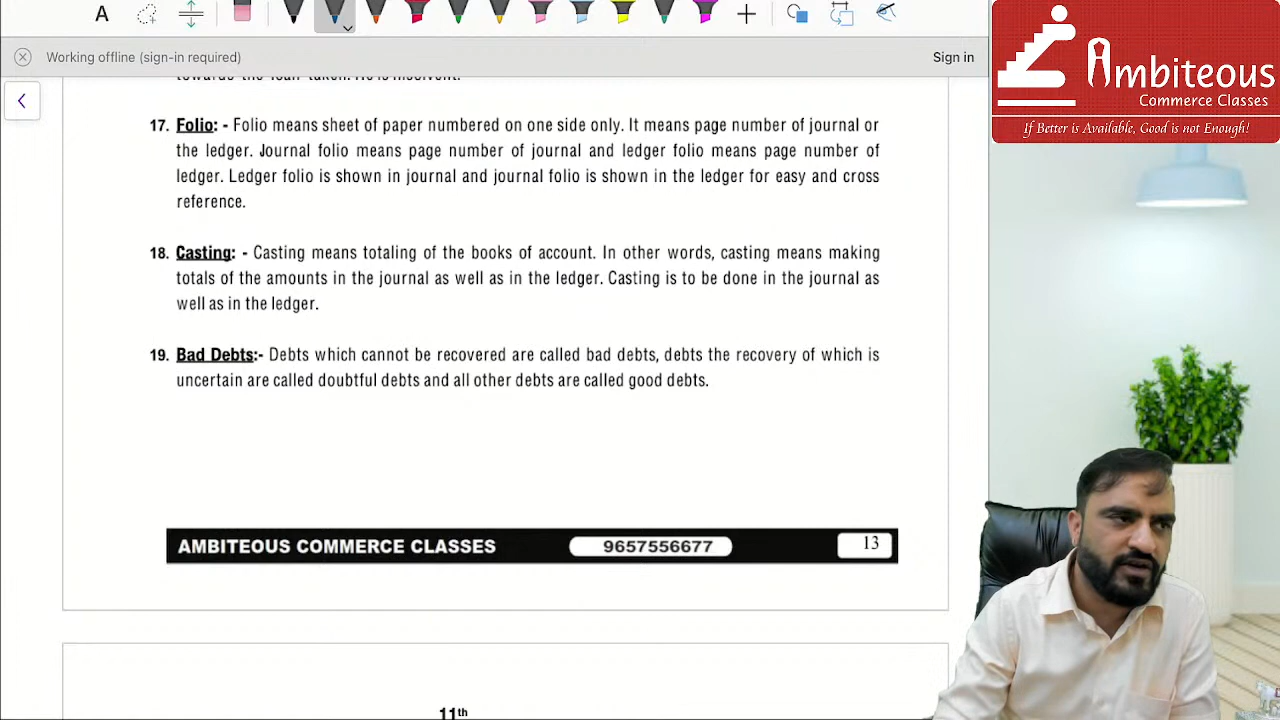 A
Working offline (sign-in required)
Sign in
Ambiteous
Commerce Classes
If Better is Available, Good is not Enough!
towards the loan taken. He is insolvent.
17. Folio: - Folio means sheet of paper numbered on one side only. It means page number of journal or
the ledger. Journal folio means page number of journal and ledger folio means page number of
ledger. Ledger folio is shown in journal and journal folio is shown in the ledger for easy and cross
reference.
18. Casting: - Casting means totaling of the books of account. In other words, casting means making
totals of the amounts in the journal as well as in the ledger. Casting is to be done in the journal as
well as in the ledger.
19. Bad Debts:- Debts which cannot be recovered are called bad debts, debts the recovery of which is
uncertain are called doubtful debts and all other debts are called good debts.
AMBITEOUS COMMERCE CLASSES 9657556677 13
11th